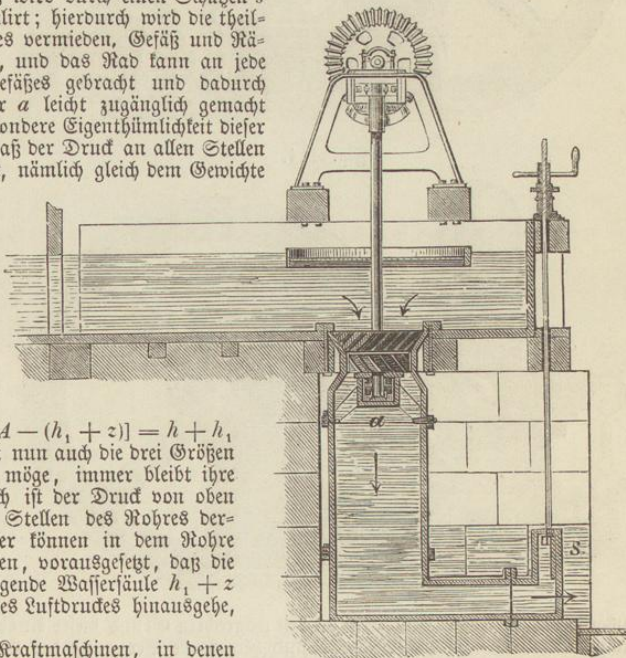 wird durch einen Schützen s
lirt; hierdurch wird die theil-
es vermieden, Gefäß und Rä-
, und das Rad kann an jede
efäßes gebracht und dadurch
r a leicht zugänglich gemacht
ondere Eigenthümlichkeit dieser
aß der Druck an allen Stellen
, nämlich gleich dem Gewichte
a
s.
A — (h₁ + z)] = h + h₁
nun auch die drei Größen
möge, immer bleibt ihre
ch ist der Druck von oben
Stellen des Rohres der-
er können in dem Rohre
en, vorausgesetzt, daß die
gende Wassersäule h₁ + z
es Luftdruckes hinausgehe,
Kraftmaschinen, in denen